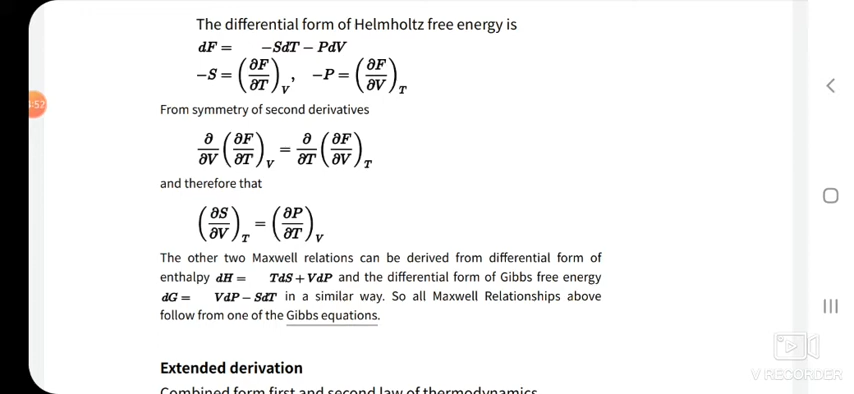 The differential form of Helmholtz free energy is
dF = −SdT − PdV
−S = (∂F/∂T)_V, −P = (∂F/∂V)_T
:52
From symmetry of second derivatives
∂/∂V (∂F/∂T)_V = ∂/∂T (∂F/∂V)_T
and therefore that
(∂S/∂V)_T = (∂P/∂T)_V
The other two Maxwell relations can be derived from differential form of
enthalpy dH = TdS + VdP and the differential form of Gibbs free energy
dG = VdP − SdT in a similar way. So all Maxwell Relationships above
follow from one of the Gibbs equations.
V RECORDER
Extended derivation
Combined form first and second law of thermodynamics